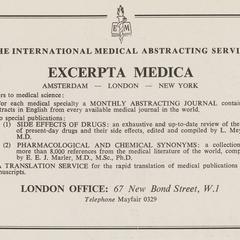 THE INTERNATIONAL MEDICAL ABSTRACTING SERVI
EXCERPTA MEDICA
AMSTERDAM — LONDON — NEW YORK
ers to medical science:
for each medical specialty a MONTHLY ABSTRACTING JOURNAL contain
stracts in English from every available medical journal in the world.
o special publications:
(1) SIDE EFFECTS OF DRUGS: an exhaustive and up-to-date review of the
of present-day drugs and their side effects, edited and compiled by L. Mey
M.D.
(2) PHARMACOLOGICAL AND CHEMICAL SYNONYMS: a collection
more than 8,000 references from the medical literature of the world, comp
by E. E. J. Marler, M.D., M.Sc., Ph.D.
A TRANSLATION SERVICE for the rapid translation of medical publications
nuscripts.
LONDON OFFICE: 67 New Bond Street, W.1
Telephone Mayfair 0329